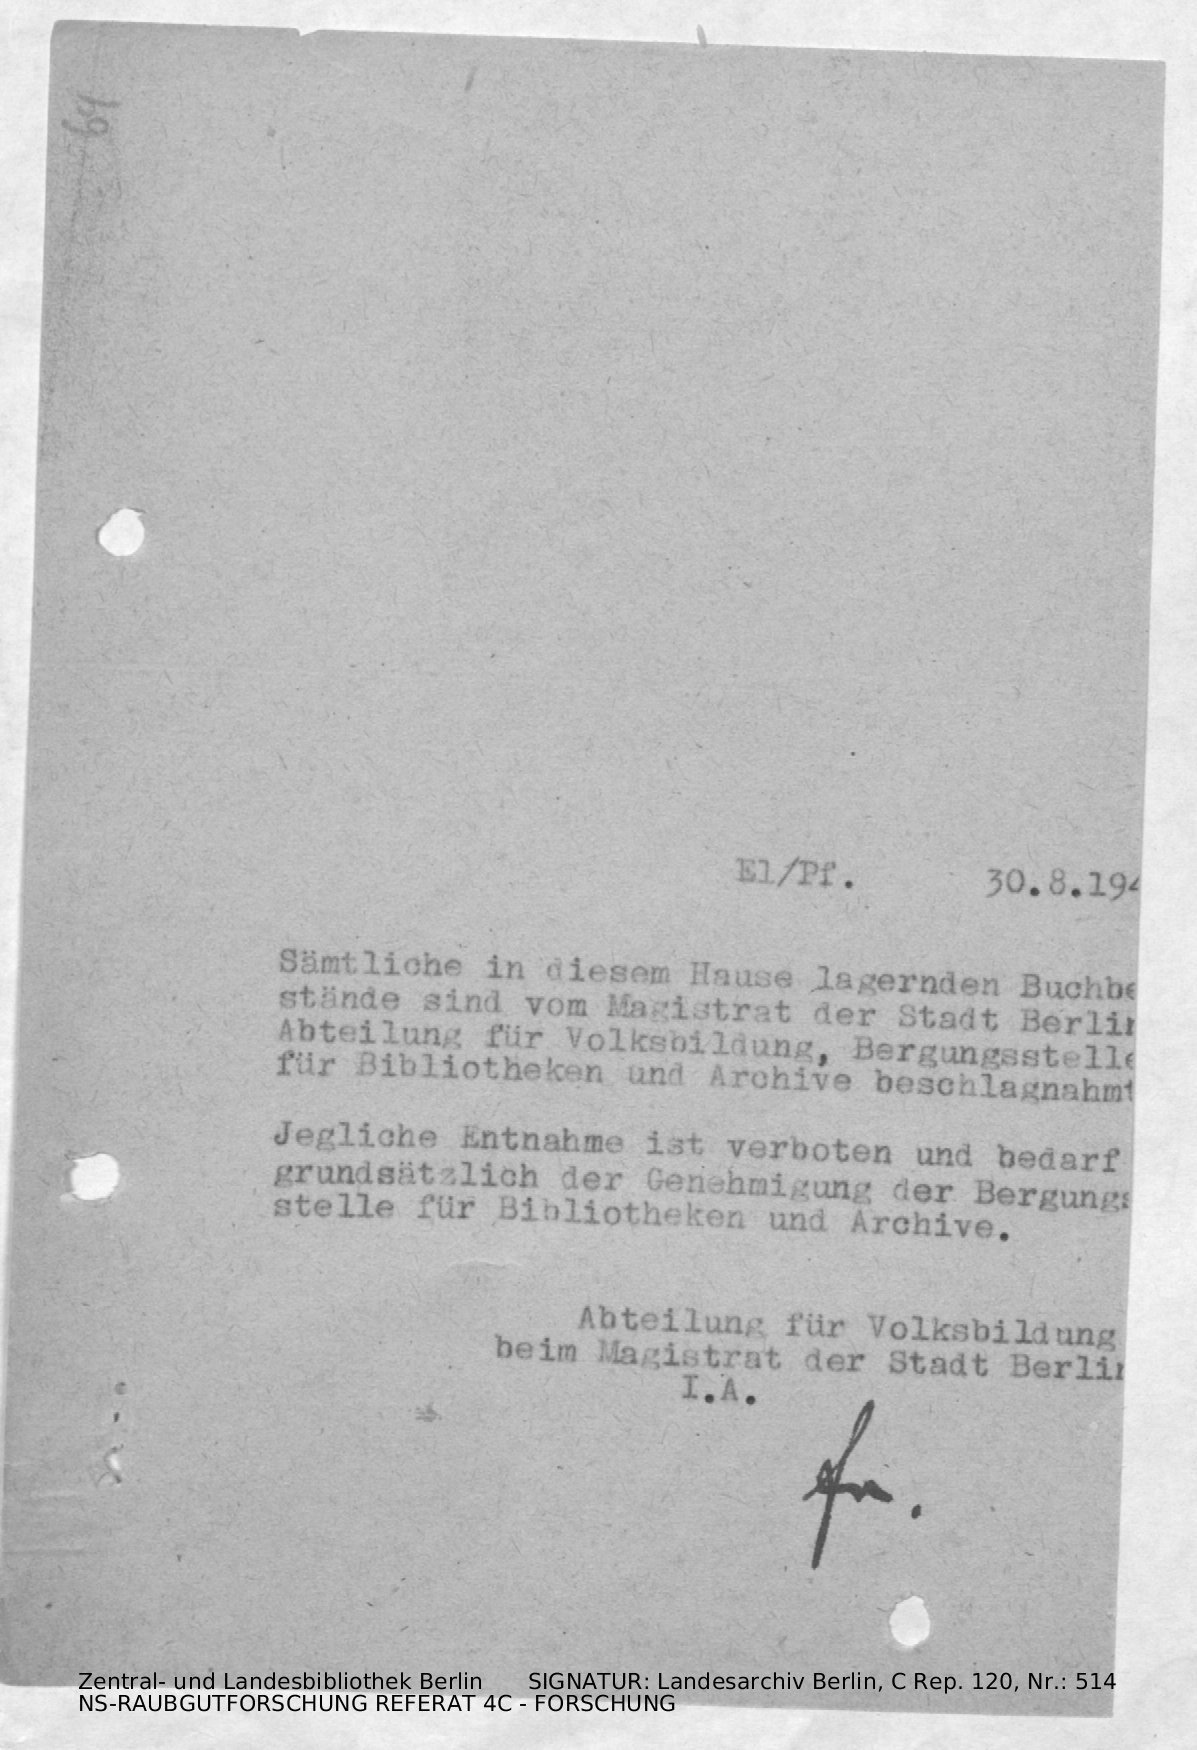 69
El/Pf. 30.8.194
Sämtliche in diesem Hause lagernden Buchbe
stände sind vom Magistrat der Stadt Berlin
Abteilung für Volksbildung, Bergungsstelle
für Bibliotheken und Archive beschlagnahmt
Jegliche Entnahme ist verboten und bedarf
grundsätzlich der Genehmigung der Bergungs
stelle für Bibliotheken und Archive.
Abteilung für Volksbildung
beim Magistrat der Stadt Berlin
I.A.
Zentral- und Landesbibliothek Berlin SIGNATUR: Landesarchiv Berlin, C Rep. 120, Nr.: 514
NS-RAUBGUTFORSCHUNG REFERAT 4C - FORSCHUNG